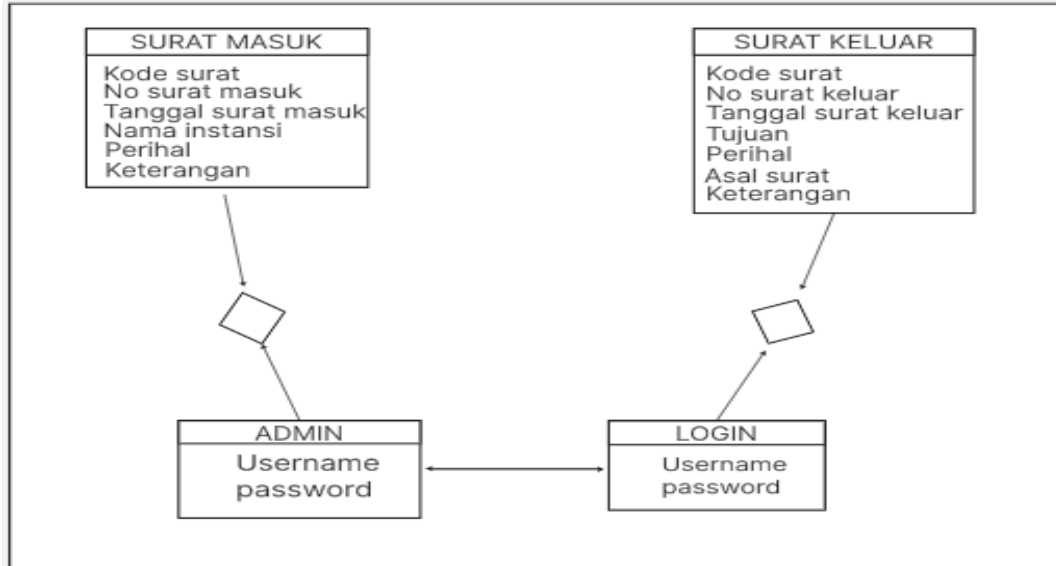 SURAT MASUK
Kode surat
No surat masuk
Tanggal surat masuk
Nama instansi
Perihal
Keterangan
SURAT KELUAR
Kode surat
No surat keluar
Tanggal surat keluar
Tujuan
Perihal
Asal surat
Keterangan
ADMIN
Username
password
LOGIN
Username
password